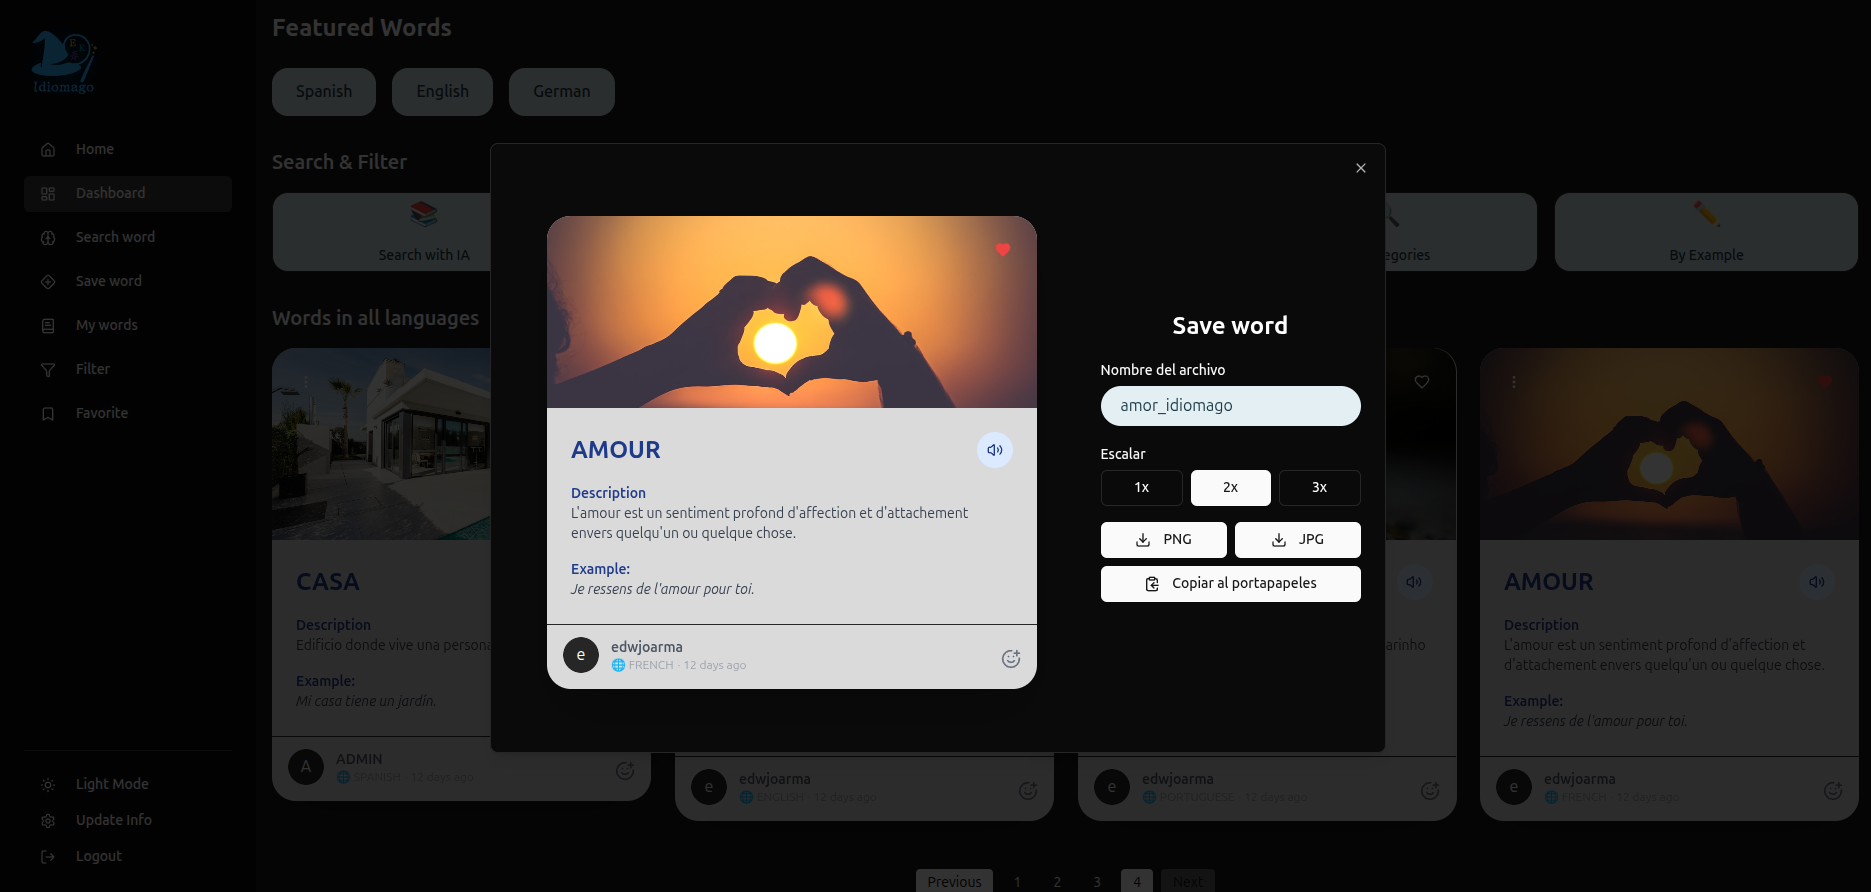 Idiomago
Home
Dashboard
Search word
Save word
My words
Filter
Favorite
Light Mode
Update Info
Logout
Featured Words
Spanish
English
German
Search & Filter
Search with IA
egories
By Example
Words in all languages
CASA
Description
Edificio donde vive una persona
Example:
Mi casa tiene un jardín.
A
ADMIN
SPANISH · 12 days ago
e
edwjoarma
ENGLISH · 12 days ago
arinho
e
edwjoarma
PORTUGUESE · 12 days ago
AMOUR
Description
L'amour est un sentiment profond d'affection et
d'attachement envers quelqu'un ou quelque chose.
Example:
Je ressens de l'amour pour toi.
e
edwjoarma
FRENCH · 12 days ago
AMOUR
Description
L'amour est un sentiment profond d'affection et d'attachement
envers quelqu'un ou quelque chose.
Example:
Je ressens de l'amour pour toi.
e
edwjoarma
FRENCH · 12 days ago
Save word
Nombre del archivo
amor_idiomago
Escalar
1x 2x 3x
PNG JPG
Copiar al portapapeles
Previous 1 2 3 4 Next